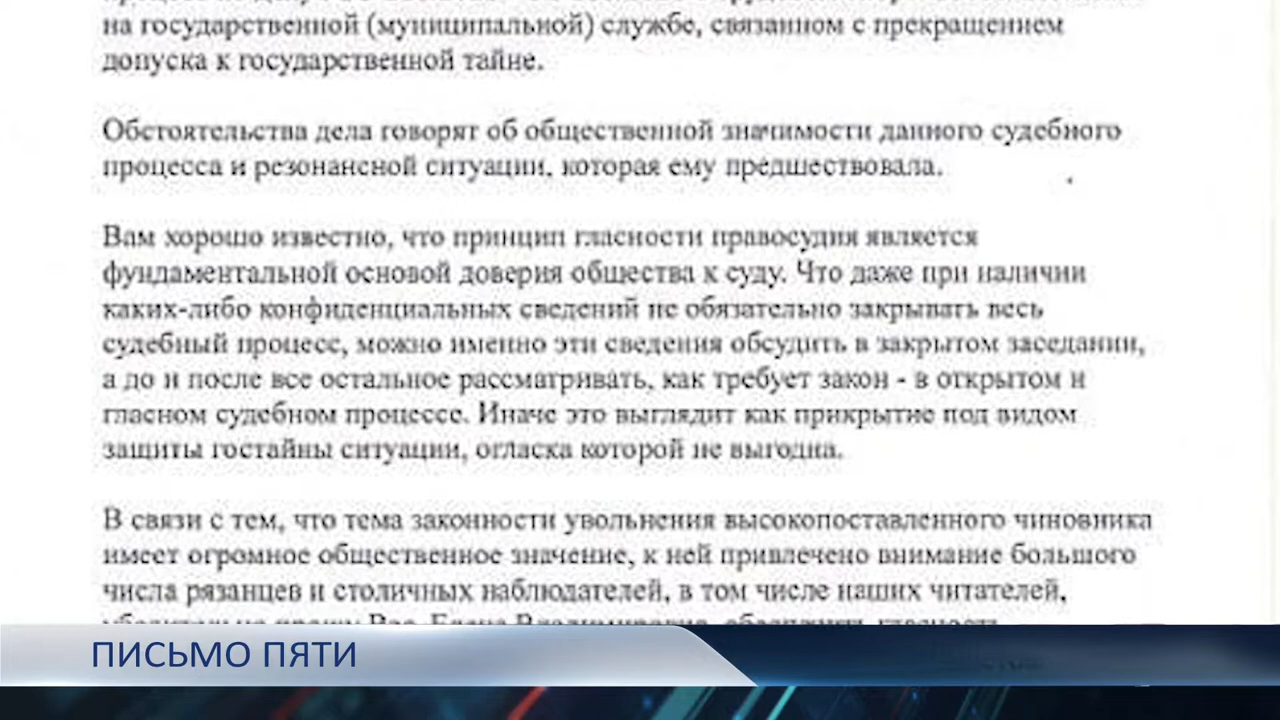 на государственной (муниципальной) службе, связанном с прекращением
допуска к государственной тайне.
Обстоятельства дела говорят об общественной значимости данного судебного
процесса и резонансной ситуации, которая ему предшествовала.
Вам хорошо известно, что принцип гласности правосудия является
фундаментальной основой доверия общества к суду. Что даже при наличии
каких-либо конфиденциальных сведений не обязательно закрывать весь
судебный процесс, можно именно эти сведения обсудить в закрытом заседании,
а до и после все остальное рассматривать, как требует закон - в открытом и
гласном судебном процессе. Иначе это выглядит как прикрытие под видом
защиты гостайны ситуации, огласка которой не выгодна.
В связи с тем, что тема законности увольнения высокопоставленного чиновника
имеет огромное общественное значение, к ней привлечено внимание большого
числа рязанцев и столичных наблюдателей, в том числе наших читателей,
ПИСЬМО ПЯТИ